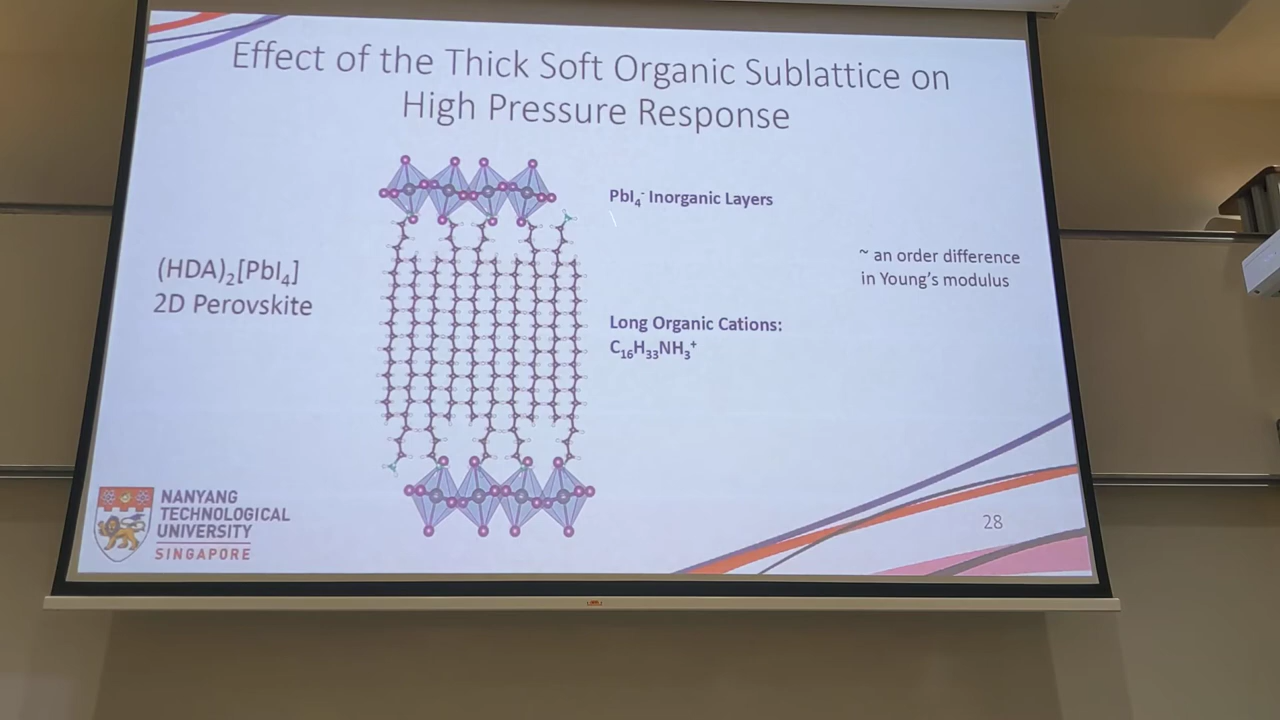 Effect of the Thick Soft Organic Sublattice on
High Pressure Response
PbI₄⁻ Inorganic Layers
~ an order difference
in Young's modulus
(HDA)₂[PbI₄]
2D Perovskite
Long Organic Cations:
C₁₆H₃₃NH₃⁺
NANYANG
TECHNOLOGICAL
UNIVERSITY
SINGAPORE
28